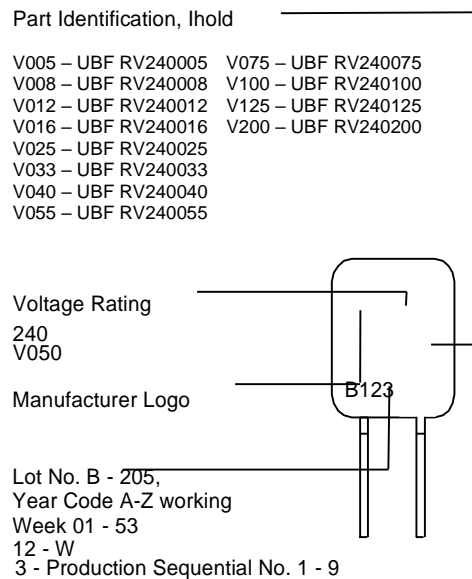 Part Identification, Ihold
V005 – UBF RV240005 V075 – UBF RV240075
V008 – UBF RV240008 V100 – UBF RV240100
V012 – UBF RV240012 V125 – UBF RV240125
V016 – UBF RV240016 V200 – UBF RV240200
V025 – UBF RV240025
V033 – UBF RV240033
V040 – UBF RV240040
V055 – UBF RV240055
Voltage Rating
240
V050
Manufacturer Logo
B123
Lot No. B - 205,
Year Code A-Z working
Week 01 - 53
12 - W
3 - Production Sequential No. 1 - 9